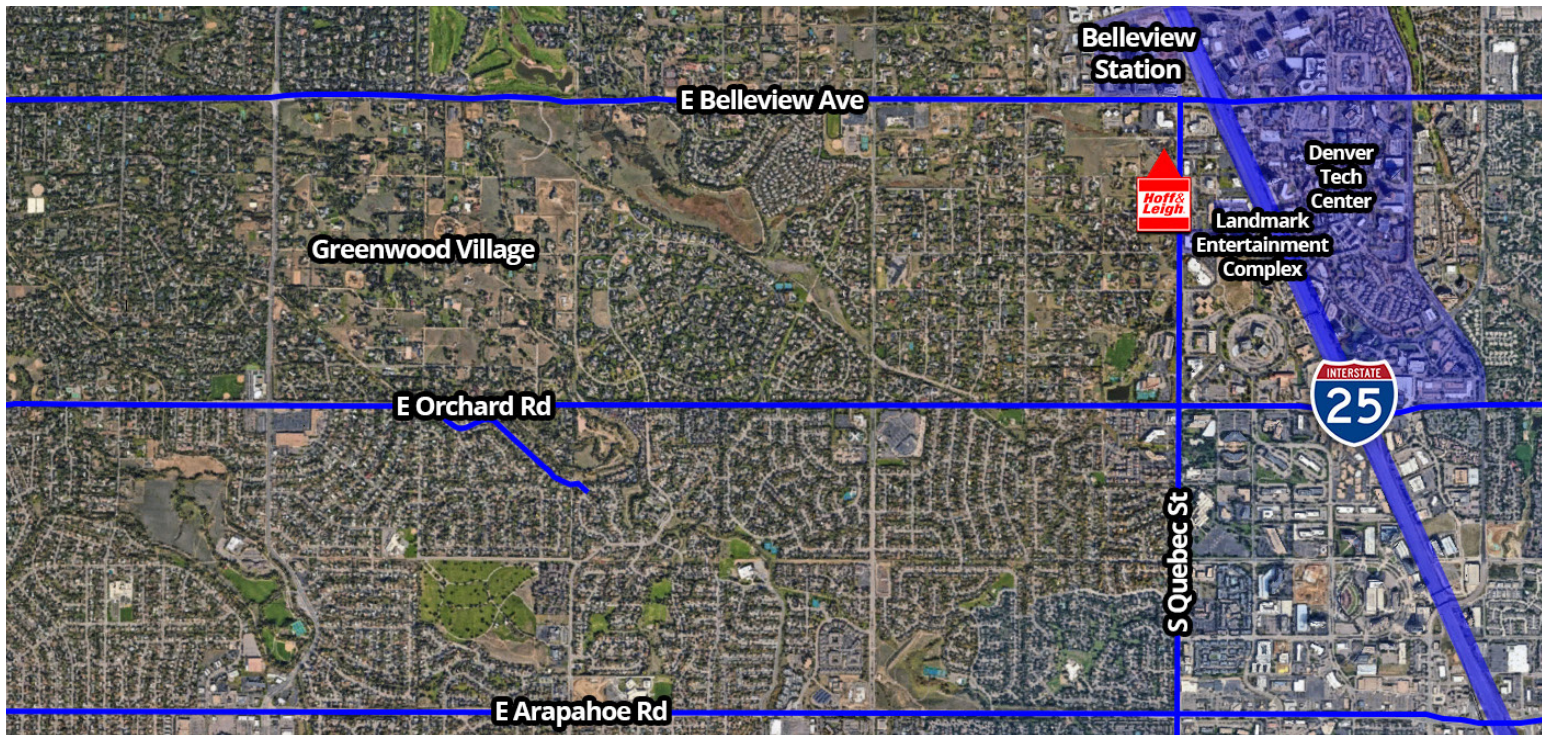 Belleview
Station
E Belleview Ave
Denver
Tech
Center
Hoff&
Leigh
Landmark
Entertainment
Complex
Greenwood Village
INTERSTATE
25
E Orchard Rd
S Quebec St
E Arapahoe Rd